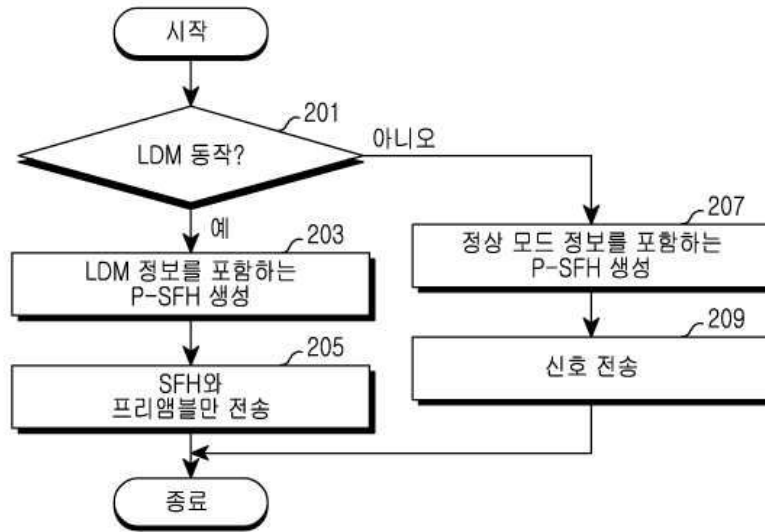 시작
201
LDM 동작?
아니오
예
203
LDM 정보를 포함하는
P-SFH 생성
205
SFH와
프리앰블만 전송
207
정상 모드 정보를 포함하는
P-SFH 생성
209
신호 전송
종료